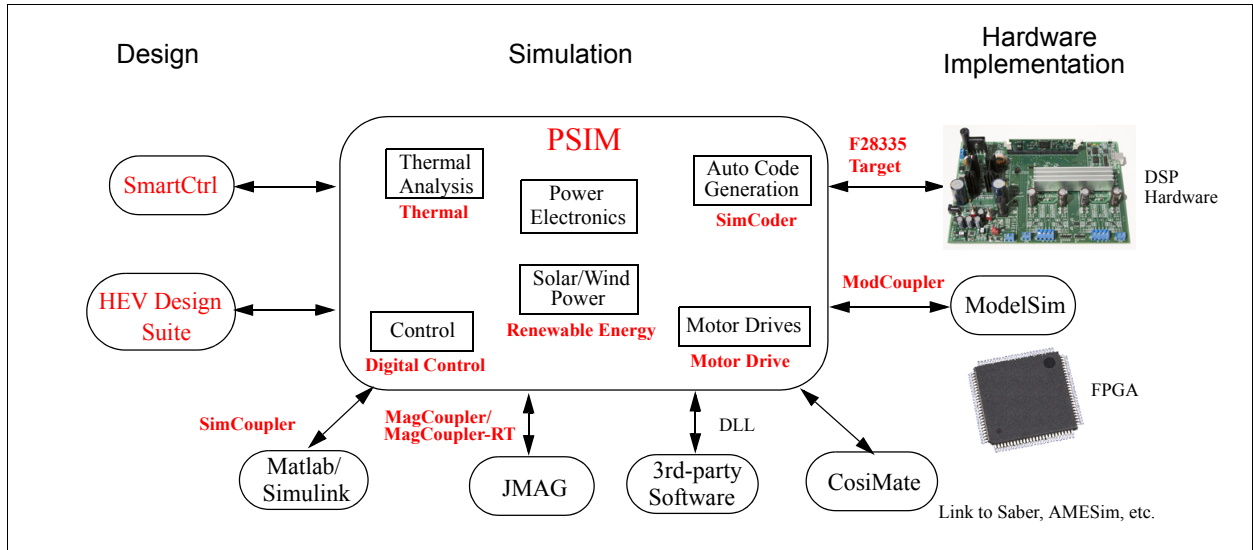 Design
Simulation
Hardware
Implementation
PSIM
SmartCtrl
HEV Design
Suite
Thermal
Analysis
Thermal
Power
Electronics
Auto Code
Generation
SimCoder
Solar/Wind
Power
Renewable Energy
Control
Digital Control
Motor Drives
Motor Drive
F28335
Target
DSP
Hardware
ModCoupler
ModelSim
FPGA
SimCoupler
Matlab/
Simulink
MagCoupler/
MagCoupler-RT
JMAG
DLL
3rd-party
Software
CosiMate
Link to Saber, AMESim, etc.